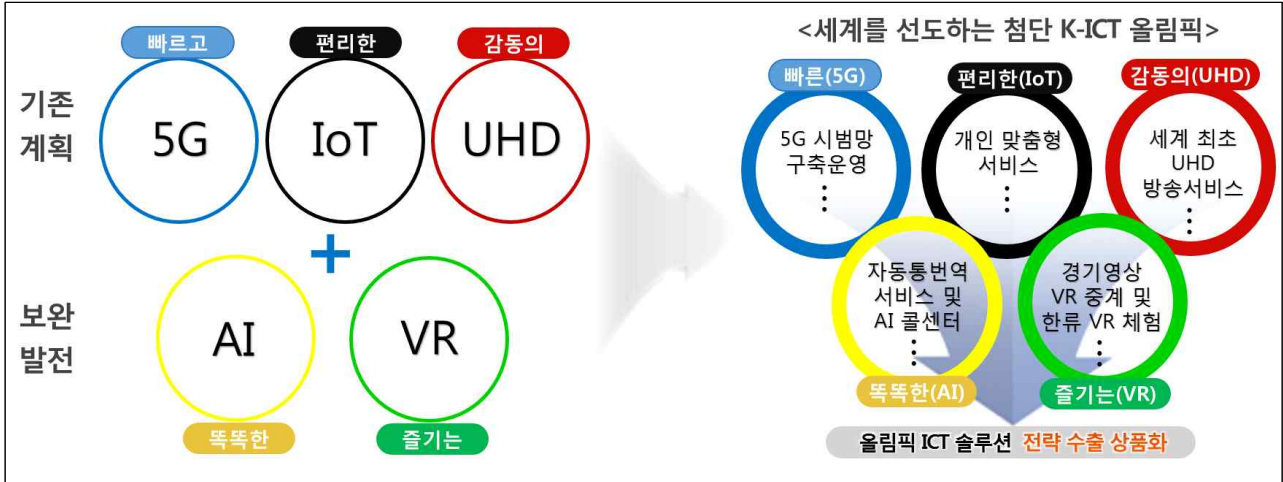 빠르고
편리한
감동의
기존
계획
5G
IoT
UHD
+
보완
발전
AI
VR
똑똑한
즐기는
<세계를 선도하는 첨단 K-ICT 올림픽>
빠른(5G)
편리한(IoT)
감동의(UHD)
5G 시범망
구축운영
⋮
개인 맞춤형
서비스
⋮
세계 최초
UHD
방송서비스
⋮
자동통번역
서비스 및
AI 콜센터
⋮
경기영상
VR 중계 및
한류 VR 체험
⋮
똑똑한(AI)
즐기는(VR)
올림픽 ICT 솔루션 전략 수출 상품화